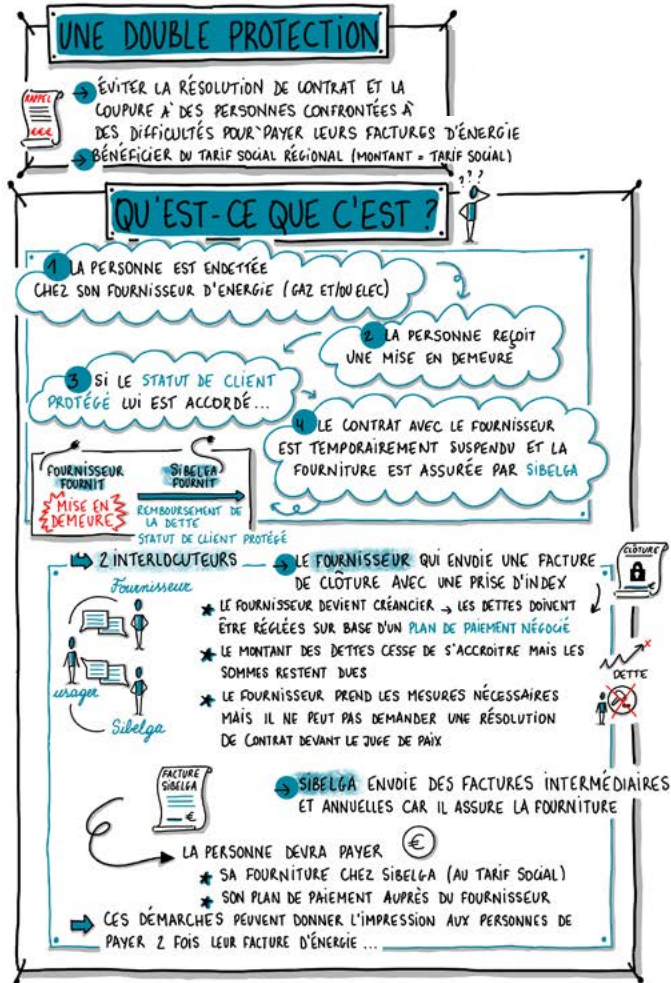 UNE DOUBLE PROTECTION
RAPPEL
€€€
→ ÉVITER LA RÉSOLUTION DE CONTRAT ET LA
COUPURE À DES PERSONNES CONFRONTÉES À
DES DIFFICULTÉS POUR PAYER LEURS FACTURES D'ÉNERGIE
→ BÉNÉFICIER DU TARIF SOCIAL RÉGIONAL (MONTANT = TARIF SOCIAL)
QU'EST-CE QUE C'EST ?
???
1 LA PERSONNE EST ENDETTÉE
CHEZ SON FOURNISSEUR D'ENERGIE (GAZ ET/OU ELEC)
2 LA PERSONNE REÇOIT
UNE MISE EN DEMEURE
3 SI LE STATUT DE CLIENT
PROTÉGÉ LUI EST ACCORDÉ...
4 LE CONTRAT AVEC LE FOURNISSEUR
EST TEMPORAIREMENT SUSPENDU ET LA
FOURNITURE EST ASSURÉE PAR SIBELGA
FOURNISSEUR
FOURNIT
MISE EN
DEMEURE
SIBELGA
FOURNIT
REMBOURSEMENT DE
LA DETTE
STATUT DE CLIENT PROTÉGÉ
2 INTERLOCUTEURS
Fournisseur
usager
Sibelga
→ LE FOURNISSEUR QUI ENVOIE UNE FACTURE
DE CLÔTURE AVEC UNE PRISE D'INDEX
CLÔTURE
★ LE FOURNISSEUR DEVIENT CRÉANCIER → LES DETTES DOIVENT
ÊTRE RÉGLÉES SUR BASE D'UN PLAN DE PAIEMENT NÉGOCIÉ
★ LE MONTANT DES DETTES CESSE DE S'ACCROITRE MAIS LES
SOMMES RESTENT DUES
DETTE
★ LE FOURNISSEUR PREND LES MESURES NÉCESSAIRES
MAIS IL NE PEUT PAS DEMANDER UNE RÉSOLUTION
DE CONTRAT DEVANT LE JUGE DE PAIX
FACTURE
SIBELGA
€
→ SIBELGA ENVOIE DES FACTURES INTERMÉDIAIRES
ET ANNUELLES CAR IL ASSURE LA FOURNITURE
LA PERSONNE DEVRA PAYER €
★ SA FOURNITURE CHEZ SIBELGA (AU TARIF SOCIAL)
★ SON PLAN DE PAIEMENT AUPRÈS DU FOURNISSEUR
CES DÉMARCHES PEUVENT DONNER L'IMPRESSION AUX PERSONNES DE
PAYER 2 FOIS LEUR FACTURE D'ÉNERGIE...